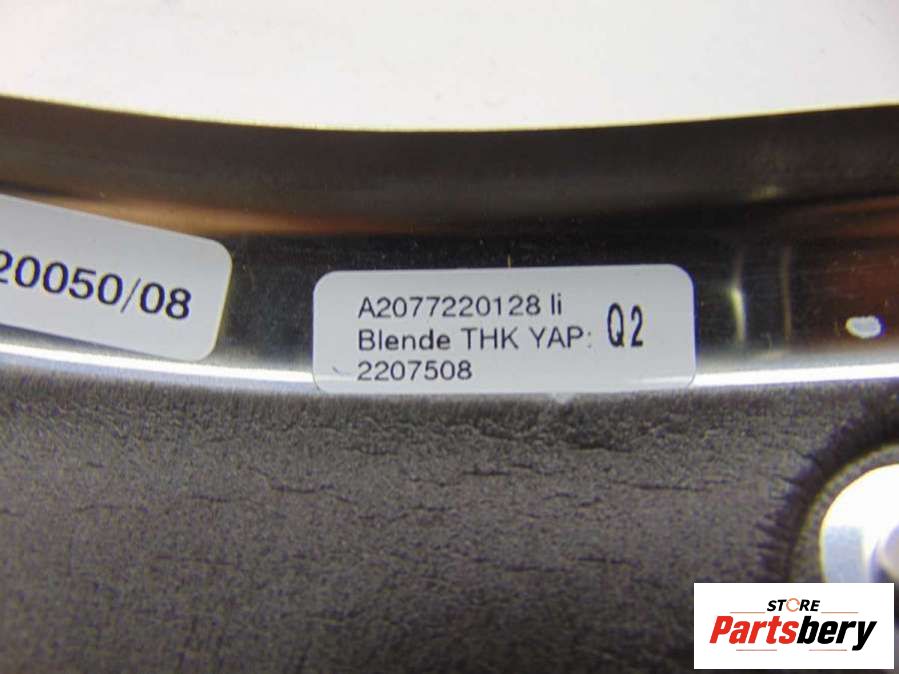 20050/08
A2077220128 li
Blende THK YAP: Q2
2207508
STORE
Partsbery